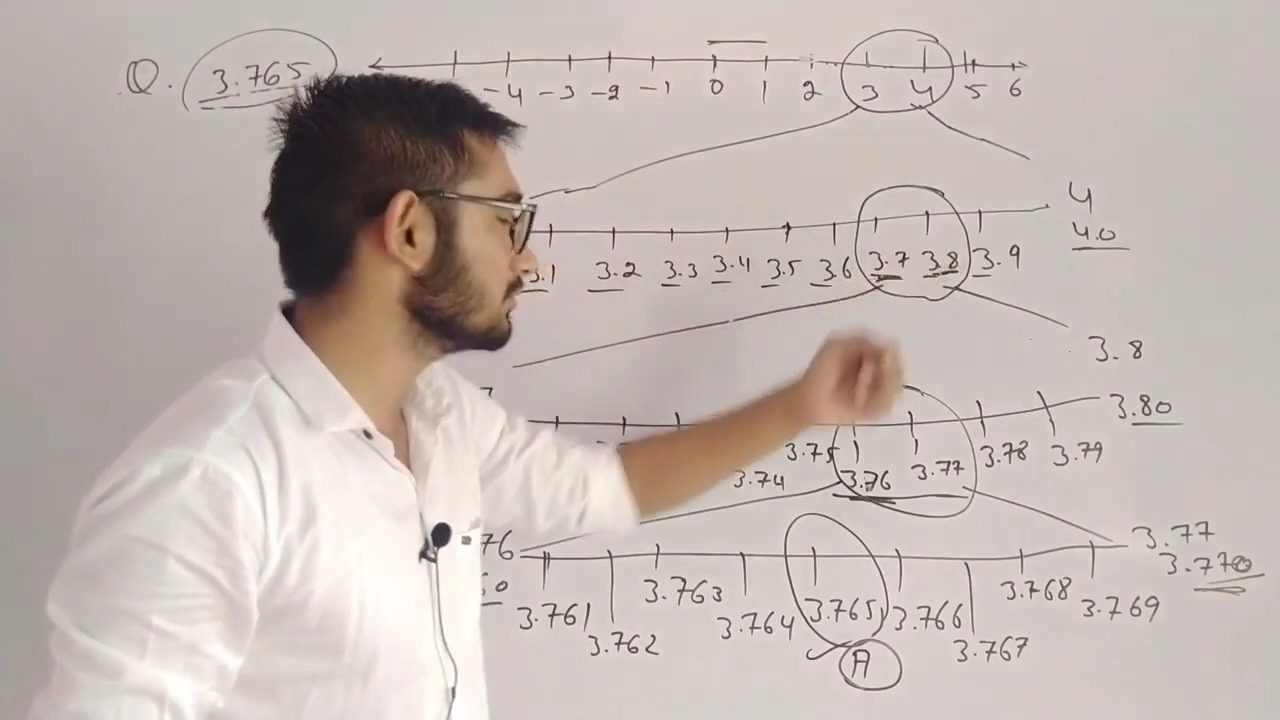 Q. 3.765
-4 -3 -2 -1 0 1 2 3 4 5 6
4
3.1 3.2 3.3 3.4 3.5 3.6 3.7 3.8 3.9 4.0
3.8
3.80
3.74 3.75 3.76 3.77 3.78 3.79
76 3.77
3.770
3.761 3.762 3.763 3.764 3.765 3.766 3.767 3.768 3.769
A